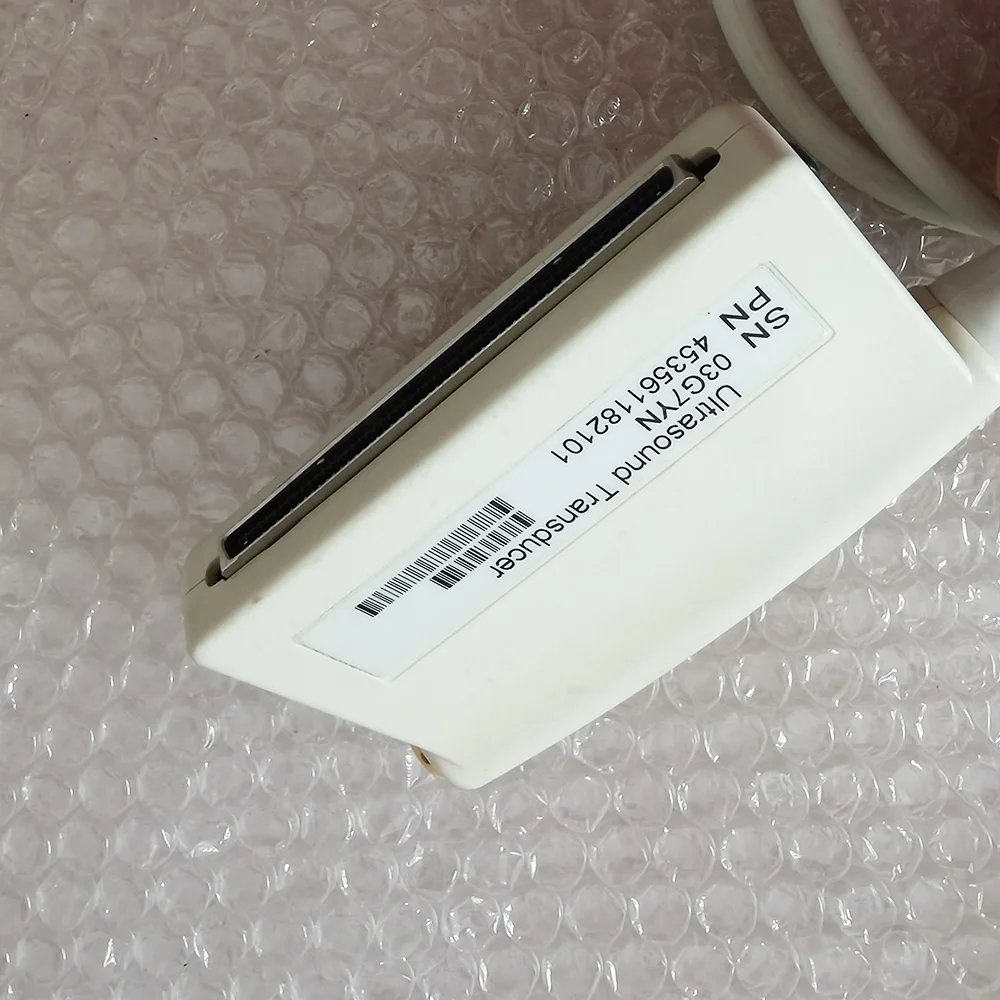 Ultrasound Transducer
SN 03G7YN
PN 453561182101